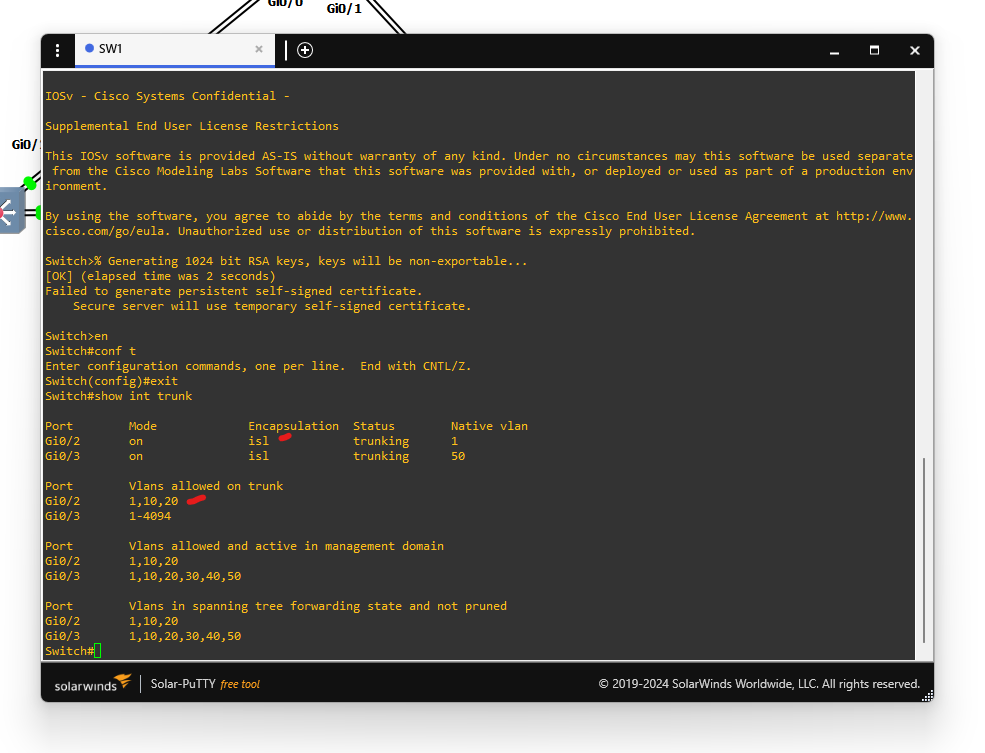 Gi0/0
Gi0/1
SW1
IOSv - Cisco Systems Confidential -
Supplemental End User License Restrictions
Gi0/
This IOSv software is provided AS-IS without warranty of any kind. Under no circumstances may this software be used separate
from the Cisco Modeling Labs Software that this software was provided with, or deployed or used as part of a production env
ironment.
By using the software, you agree to abide by the terms and conditions of the Cisco End User License Agreement at http://www.
cisco.com/go/eula. Unauthorized use or distribution of this software is expressly prohibited.
Switch>% Generating 1024 bit RSA keys, keys will be non-exportable...
[OK] (elapsed time was 2 seconds)
Failed to generate persistent self-signed certificate.
    Secure server will use temporary self-signed certificate.
Switch>en
Switch#conf t
Enter configuration commands, one per line.  End with CNTL/Z.
Switch(config)#exit
Switch#show int trunk
Port        Mode             Encapsulation  Status        Native vlan
Gi0/2       on               isl            trunking      1
Gi0/3       on               isl            trunking      50
Port        Vlans allowed on trunk
Gi0/2       1,10,20
Gi0/3       1-4094
Port        Vlans allowed and active in management domain
Gi0/2       1,10,20
Gi0/3       1,10,20,30,40,50
Port        Vlans in spanning tree forwarding state and not pruned
Gi0/2       1,10,20
Gi0/3       1,10,20,30,40,50
Switch#
solarwinds Solar-PuTTY free tool © 2019-2024 SolarWinds Worldwide, LLC. All rights reserved.